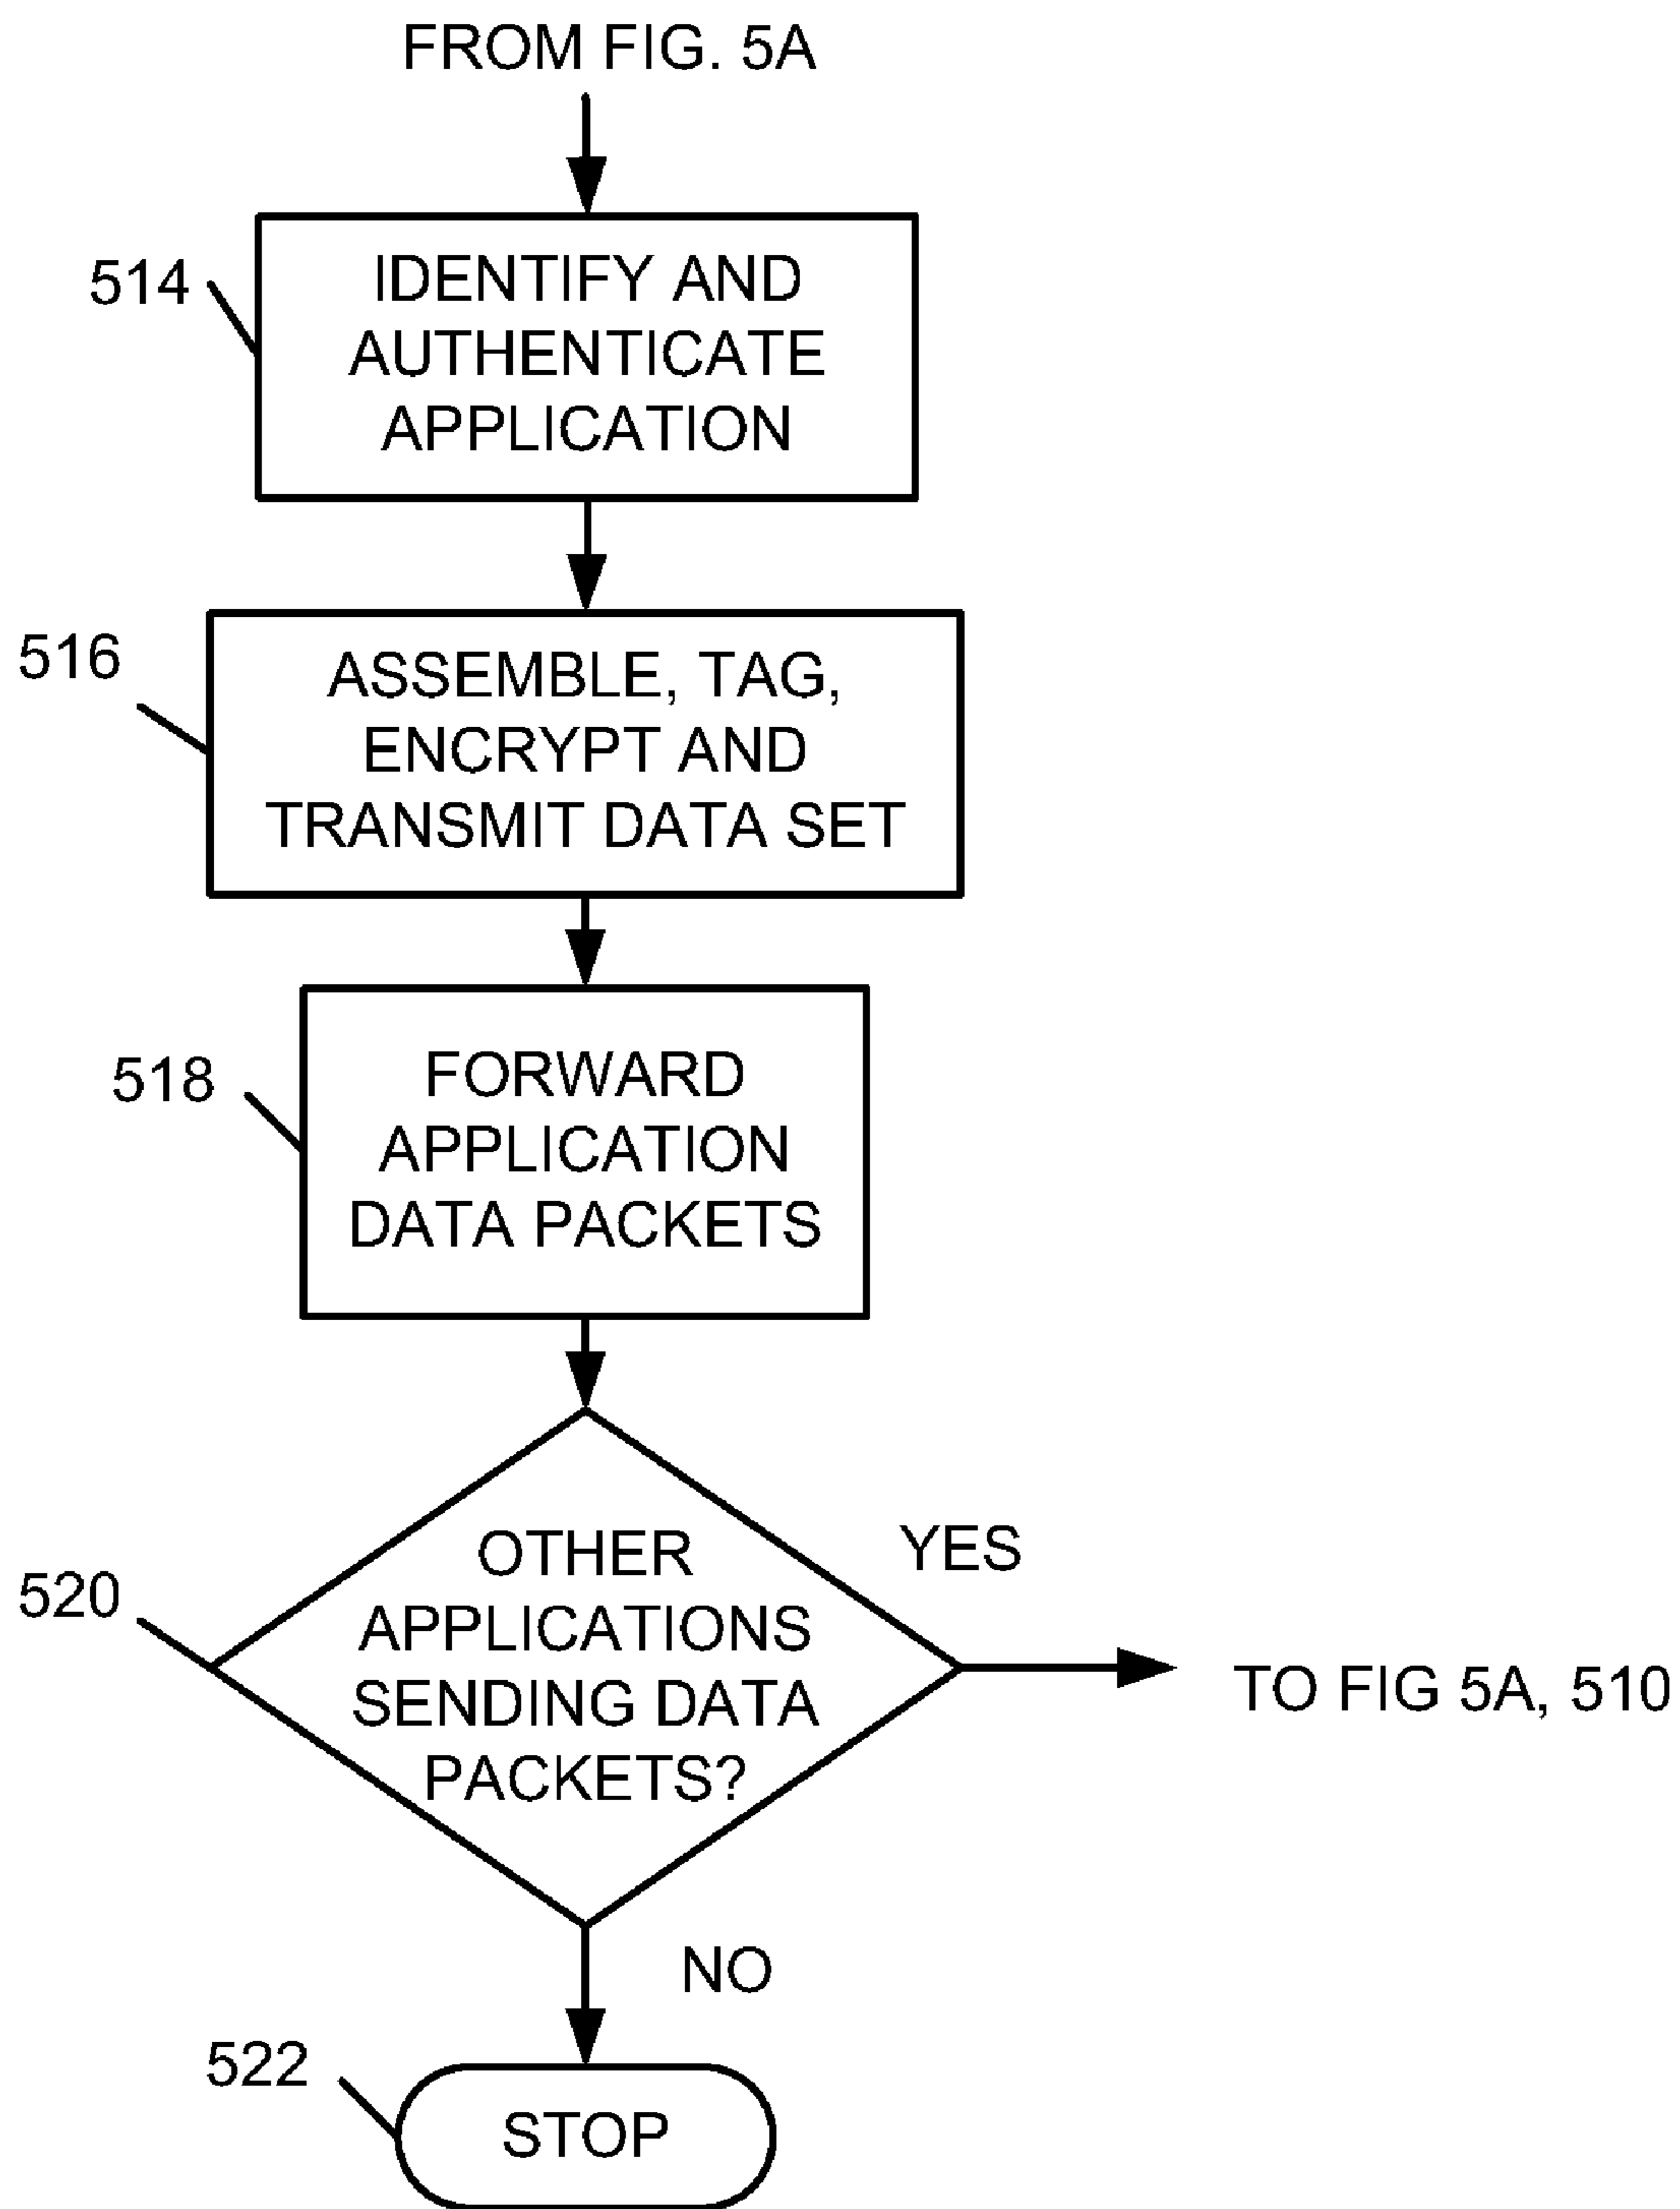 FROM FIG. 5A
514
IDENTIFY AND
AUTHENTICATE
APPLICATION
516
ASSEMBLE, TAG,
ENCRYPT AND
TRANSMIT DATA SET
518
FORWARD
APPLICATION
DATA PACKETS
520
OTHER
APPLICATIONS
SENDING DATA
PACKETS?
YES
TO FIG 5A, 510
NO
522
STOP